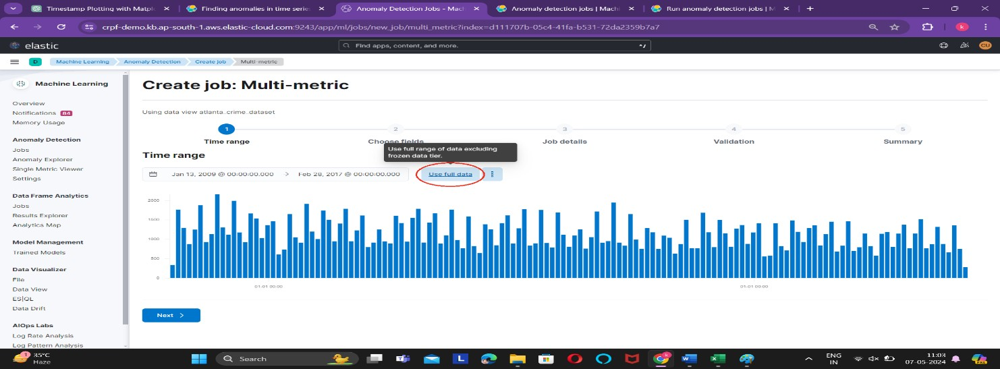 Timestamp Plotting with Matpl
Finding anomalies in time serie
Anomaly Detection Jobs - Mach
Anomaly detection jobs | Machi
Run anomaly detection jobs | M
crpf-demo.kb.ap-south-1.aws.elastic-cloud.com:9243/app/ml/jobs/new_job/multi_metric?index=d111707b-05c4-41fa-b531-72da2359b7a7
k
elastic
Find apps, content, and more.
^/
CU
D
Machine Learning
Anomaly Detection
Create job
Multi-metric
Machine Learning
Overview
Notifications 84
Memory Usage
Anomaly Detection
Jobs
Anomaly Explorer
Single Metric Viewer
Settings
Data Frame Analytics
Jobs
Results Explorer
Analytics Map
Model Management
Trained Models
Data Visualizer
File
Data View
ES|QL
Data Drift
AIOps Labs
Log Rate Analysis
Log Pattern Analysis
Create job: Multi-metric
Using data view atlanta_crime_dataset
1 2 3 4 5
Time range Choose fields Job details Validation Summary
Use full range of data excluding
frozen data tier.
Time range
Jan 13, 2009 @ 00:00:00.000 > Feb 28, 2017 @ 00:00:00.000
Use full data
2000
1500
1000
500
0
01-01 00:00 01-01 00:00
Next >
1
35°C
Haze
Search
L
ENG
IN
11:03
07-05-2024